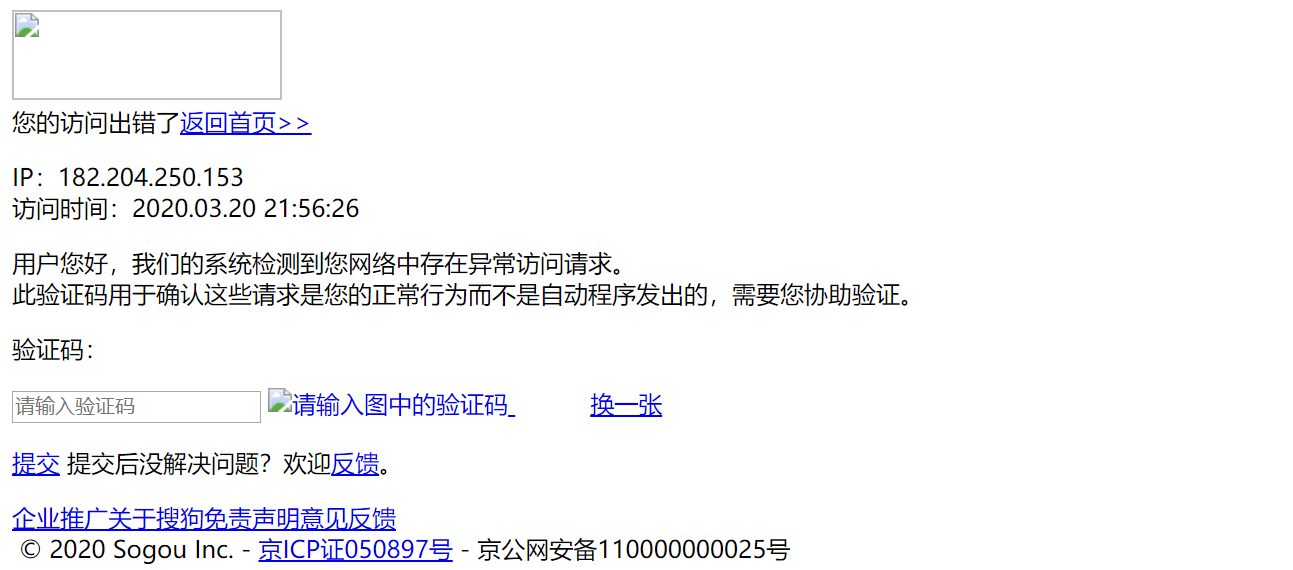 您的访问出错了返回首页>>
IP：182.204.250.153
访问时间：2020.03.20 21:56:26
用户您好，我们的系统检测到您网络中存在异常访问请求。
此验证码用于确认这些请求是您的正常行为而不是自动程序发出的，需要您协助验证。
验证码：
请输入验证码 请输入图中的验证码 换一张
提交 提交后没解决问题？欢迎反馈。
企业推广关于搜狗免责声明意见反馈
© 2020 Sogou Inc. - 京ICP证050897号 - 京公网安备110000000025号